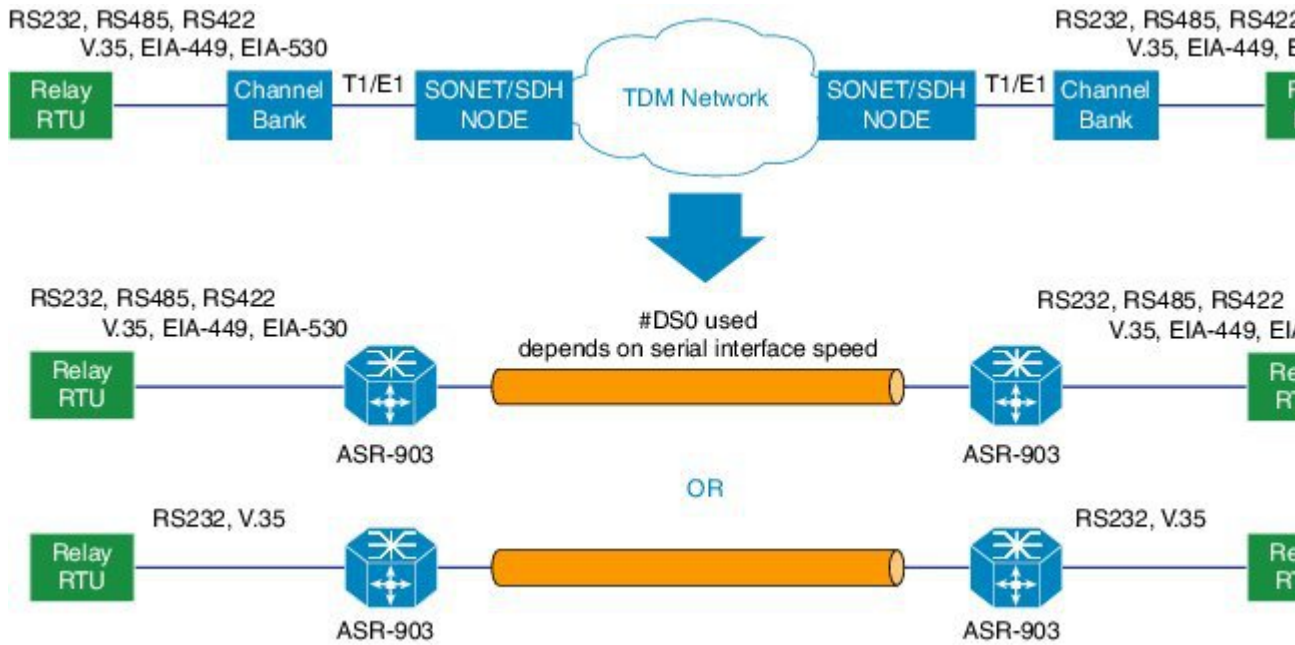 RS232, RS485, RS422
V.35, EIA-449, EIA-530
RS232, RS485, RS422
V.35, EIA-449,
Relay
RTU
Channel
Bank
T1/E1
SONET/SDH
NODE
TDM Network
SONET/SDH
NODE
T1/E1
Channel
Bank
RS232, RS485, RS422
V.35, EIA-449, EIA-530
#DS0 used
depends on serial interface speed
RS232, RS485, RS422
V.35, EIA-449,
Relay
RTU
ASR-903
ASR-903
OR
RS232, V.35
RS232, V.35
Relay
RTU
ASR-903
ASR-903